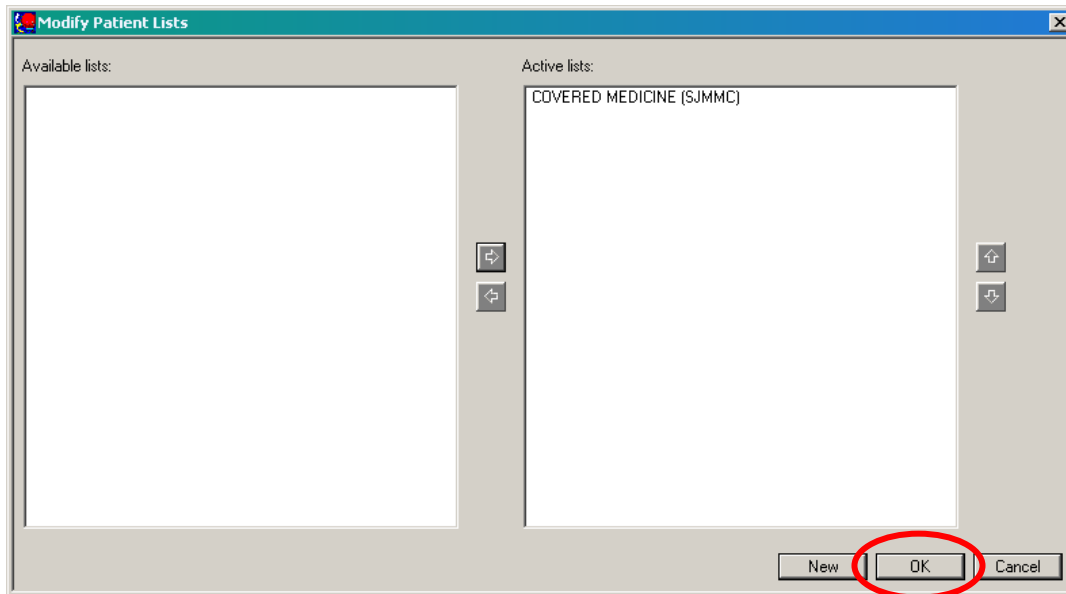 Modify Patient Lists
Available lists:
Active lists:
COVERED MEDICINE (SJMMC)
New OK Cancel